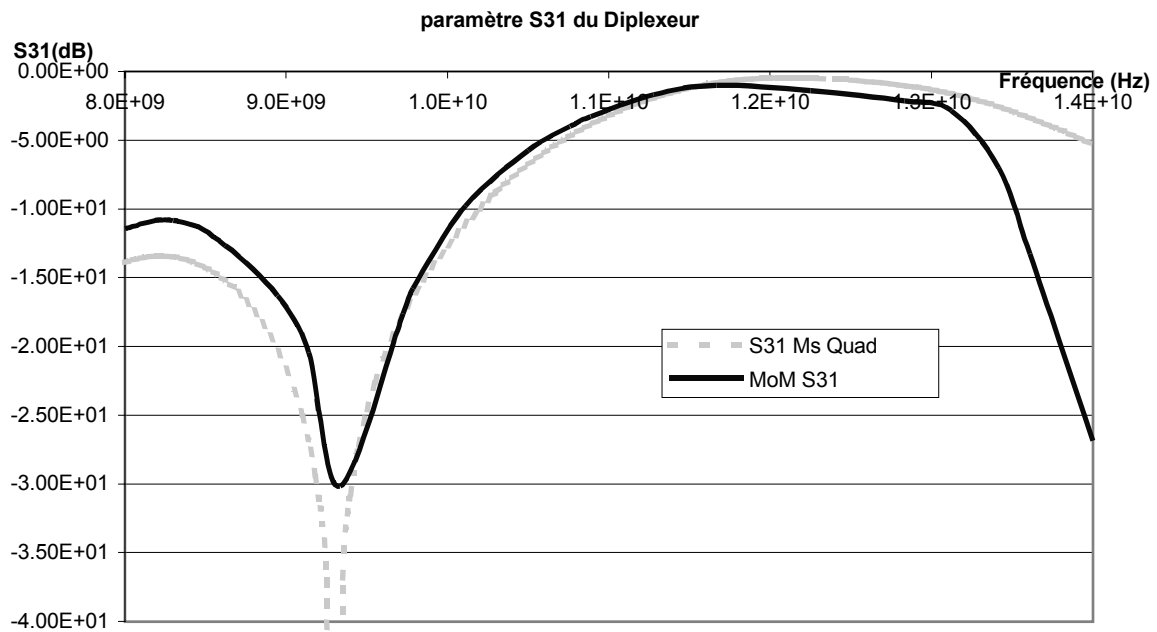 paramètre S31 du Diplexeur
S31(dB)
0.00E+00
Fréquence (Hz)
8.0E+09 9.0E+09 1.0E+10 1.1E+10 1.2E+10 1.3E+10 1.4E+10
-5.00E+00
-1.00E+01
-1.50E+01
-2.00E+01
S31 Ms Quad
MoM S31
-2.50E+01
-3.00E+01
-3.50E+01
-4.00E+01